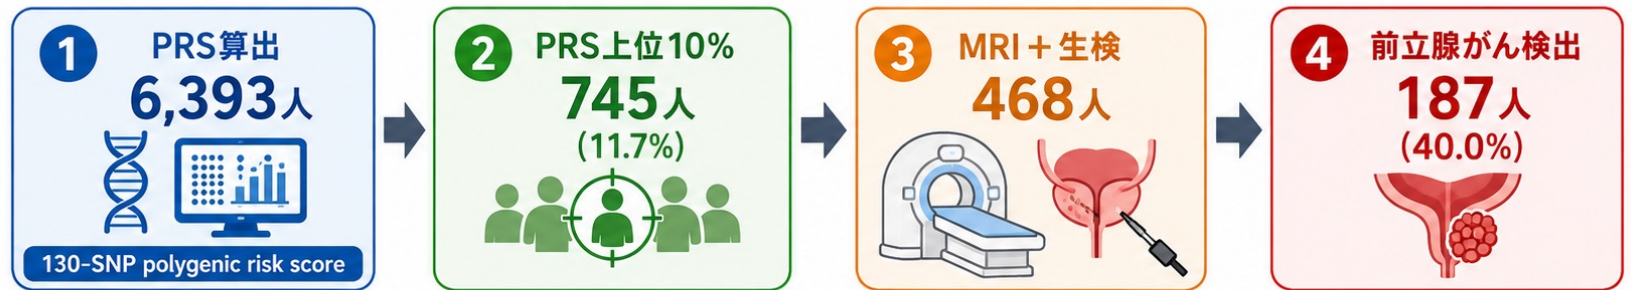 1 PRS算出
6,393人
130-SNP polygenic risk score
2 PRS上位10%
745人
(11.7%)
3 MRI+生検
468人
4 前立腺がん検出
187人
(40.0%)